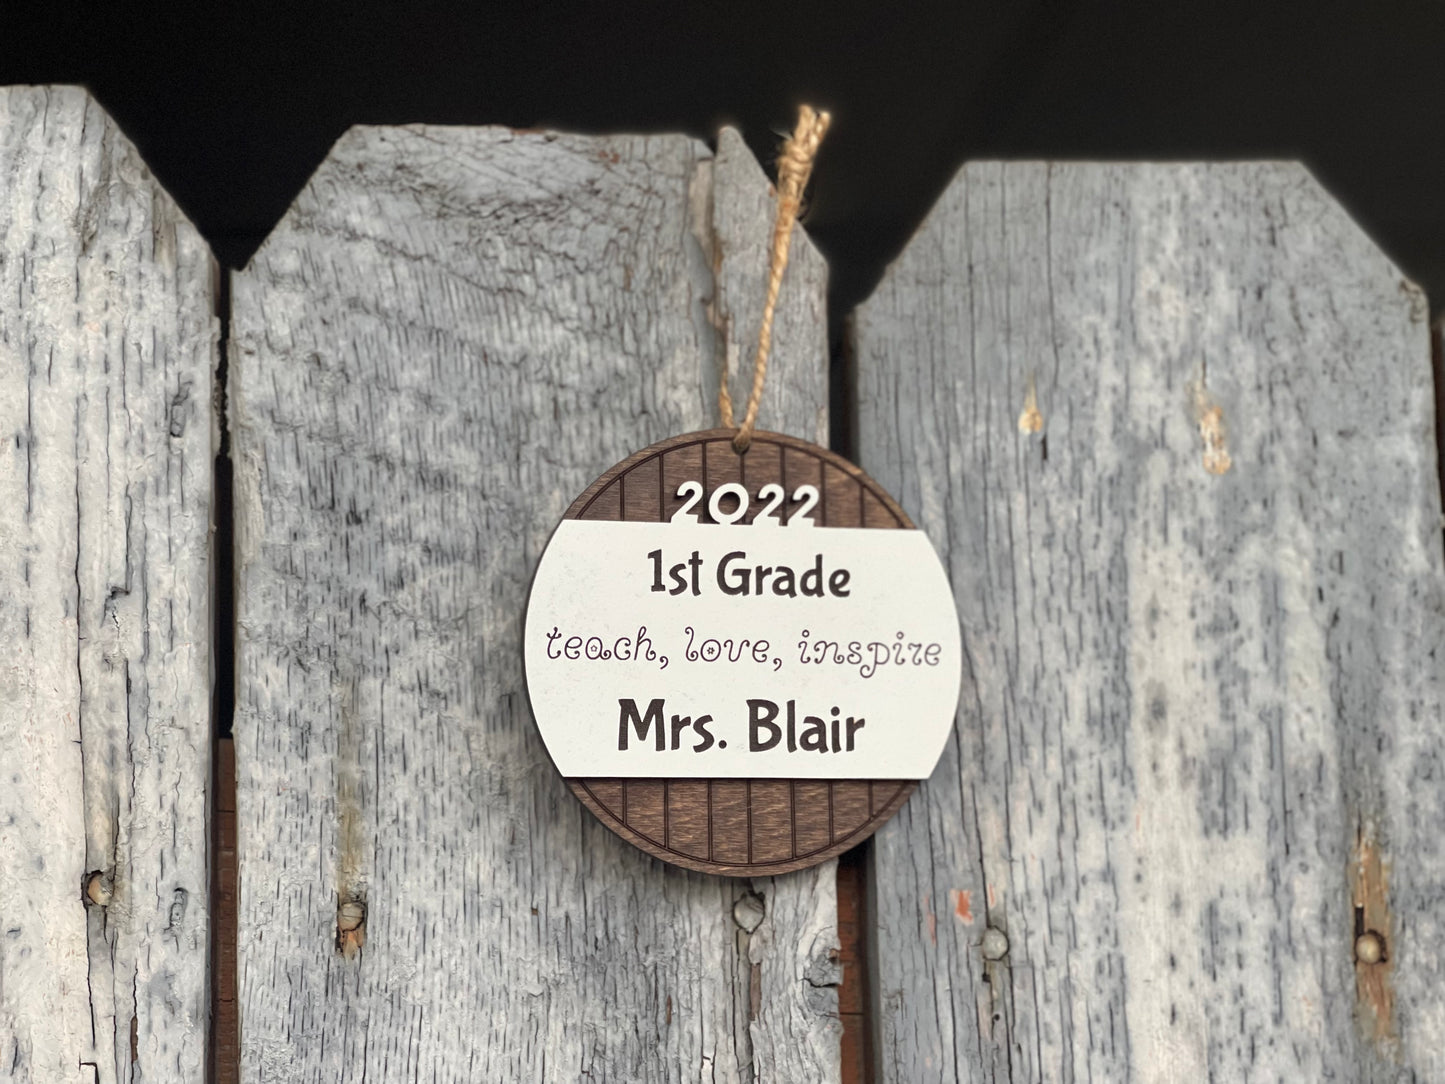 2022
1st Grade
teach, love, inspire
Mrs. Blair